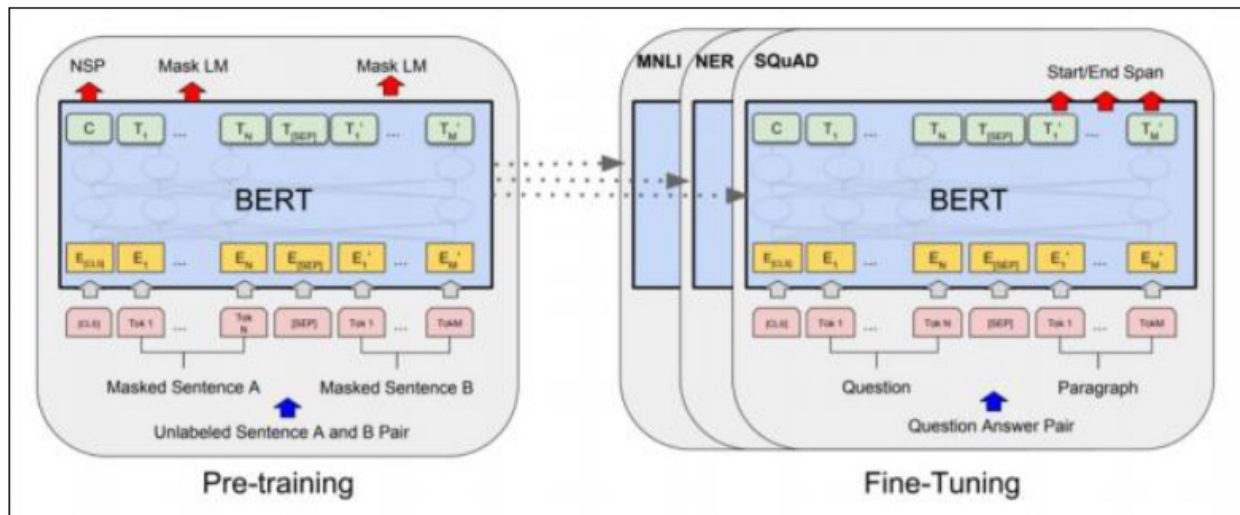 NSP Mask LM Mask LM
C T1 ... TN T[SEP] T1' ... TM'
BERT
E[CLS] E1 ... EN E[SEP] E1' ... EM'
[CLS] Tok 1 ... Tok N [SEP] Tok 1 ... TokM
Masked Sentence A Masked Sentence B
Unlabeled Sentence A and B Pair
Pre-training
MNLI NER SQuAD
Start/End Span
C T1 ... TN T[SEP] T1' ... TM'
BERT
E[CLS] E1 ... EN E[SEP] E1' ... EM'
[CLS] Tok 1 ... Tok N [SEP] Tok 1 ... TokM
Question Paragraph
Question Answer Pair
Fine-Tuning